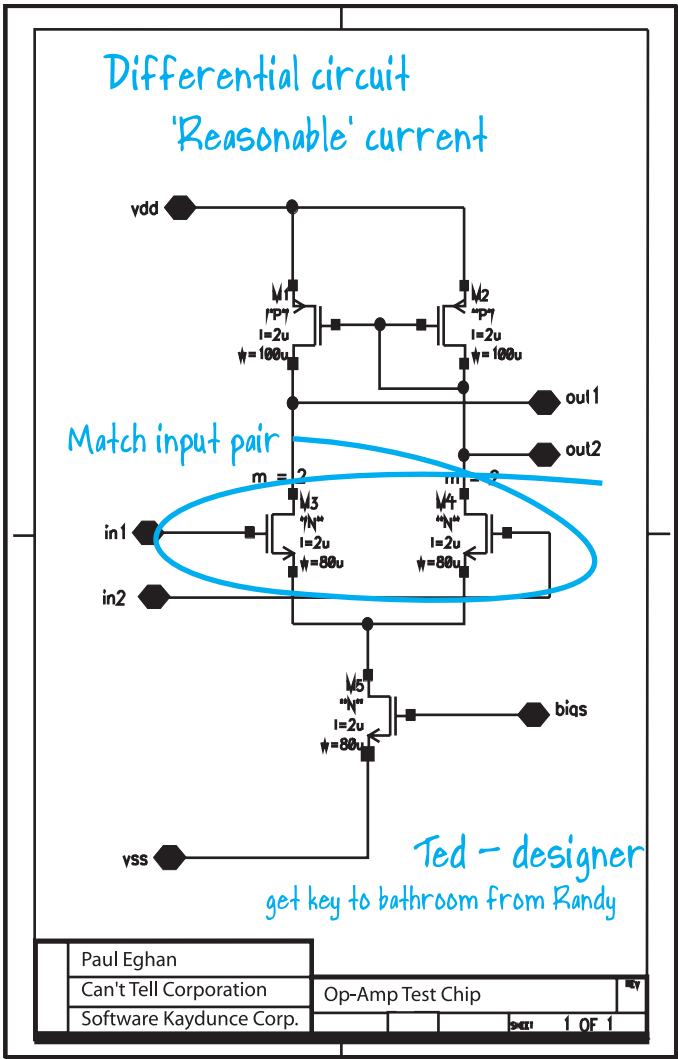 Differential circuit
'Reasonable' current
vdd
M1
"P"
l=2u
w=100u
M2
"P"
l=2u
w=100u
out1
Match input pair
out2
m = 2
m =
M3
"N"
l=2u
w=80u
M4
"N"
l=2u
w=80u
in1
in2
M5
"N"
l=2u
w=80u
bias
vss
Ted - designer
get key to bathroom from Randy
Paul Eghan
Can't Tell Corporation
Software Kaydunce Corp.
Op-Amp Test Chip
REV
SHEET 1 OF 1